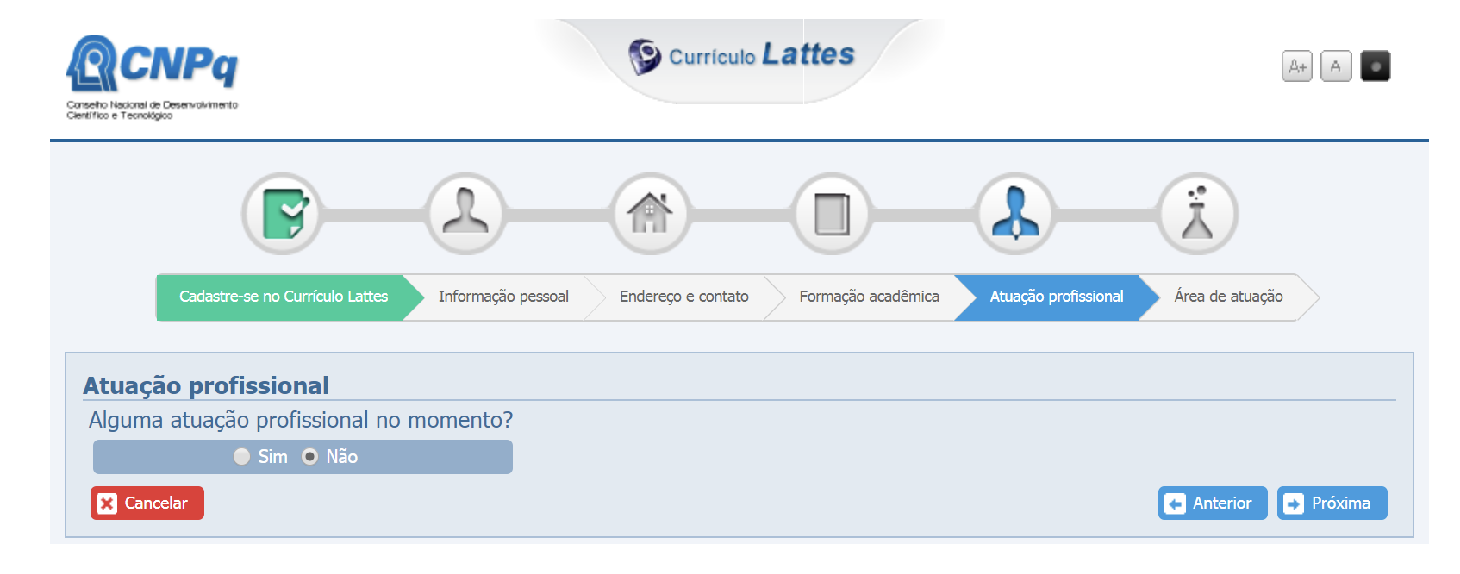 CNPq
Conselho Nacional de Desenvolvimento
Científico e Tecnológico
Currículo Lattes
A+ A
Cadastre-se no Currículo Lattes Informação pessoal Endereço e contato Formação acadêmica Atuação profissional Área de atuação
Atuação profissional
Alguma atuação profissional no momento?
Sim Não
Cancelar Anterior Próxima